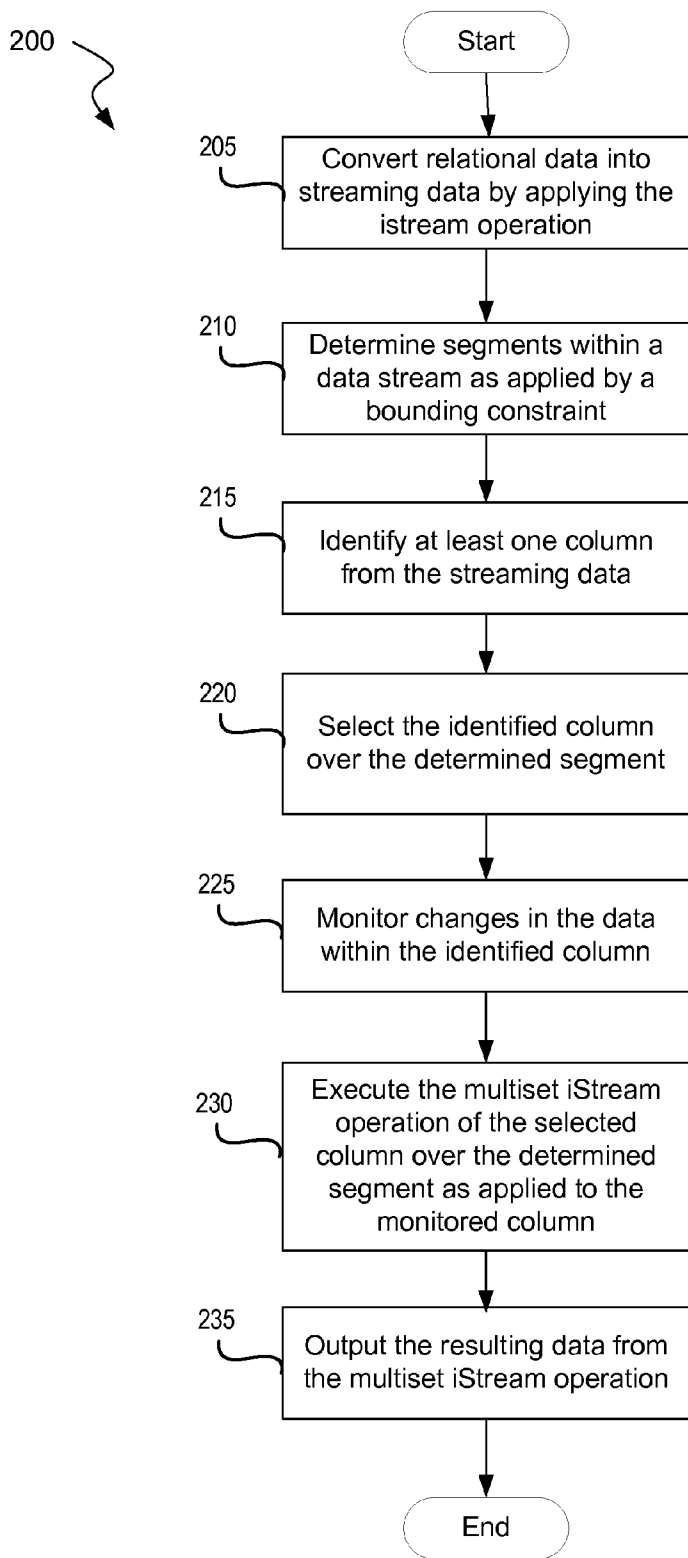 200
Start
205
Convert relational data into
streaming data by applying the
istream operation
210
Determine segments within a
data stream as applied by a
bounding constraint
215
Identify at least one column
from the streaming data
220
Select the identified column
over the determined segment
225
Monitor changes in the data
within the identified column
230
Execute the multiset iStream
operation of the selected
column over the determined
segment as applied to the
monitored column
235
Output the resulting data from
the multiset iStream operation
End